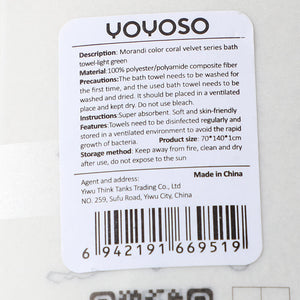 YOYOSO
Description: Morandi color coral velvet series bath
towel-light green
Material:100% polyester/polyamide composite fiber
Precautions:The bath towel needs to be washed for
the first time, and the used bath towel needs to be
washed and dried. It should be placed in a ventilated
place and kept dry. Do not use bleach.
Instructions:Super absorbent. Soft and skin-friendly
Features:Towels need to be disinfected regularly and
stored in a ventilated environment to avoid the rapid
growth of bacteria. Product size: 70*140*1cm
Storage method: Keep away from fire, clean and dry
after use, do not expose to the sun
Agent and address: Made in China
Yiwu Think Tanks Trading Co., Ltd
NO. 259, Sufu Road, Yiwu City, China
6 942191 669519